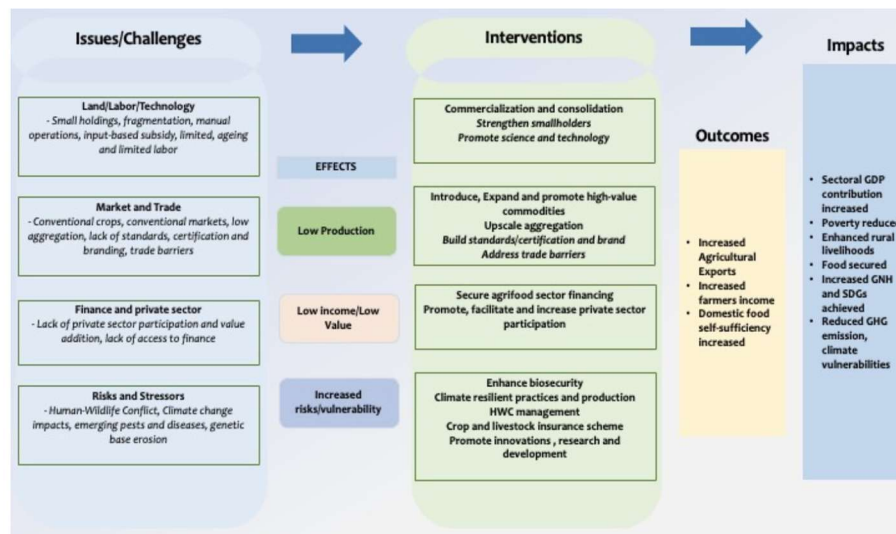 Issues/Challenges
Land/Labor/Technology
- Small holdings, fragmentation, manual
operations, input-based subsidy, limited, ageing
and limited labor
Market and Trade
- Conventional crops, conventional markets, low
aggregation, lack of standards, certification and
branding, trade barriers
Finance and private sector
- Lack of private sector participation and value
addition, lack of access to finance
Risks and Stressors
- Human-Wildlife Conflict, Climate change
impacts, emerging pests and diseases, genetic
base erosion
EFFECTS
Low Production
Low income/Low
Value
Increased
risks/vulnerability
Interventions
Commercialization and consolidation
Strengthen smallholders
Promote science and technology
Introduce, Expand and promote high-value
commodities
Upscale aggregation
Build standards/certification and brand
Address trade barriers
Secure agrifood sector financing
Promote, facilitate and increase private sector
participation
Enhance biosecurity
Climate resilient practices and production
HWC management
Crop and livestock insurance scheme
Promote innovations , research and
development
Outcomes
• Increased
Agricultural
Exports
• Increased
farmers income
• Domestic food
self-sufficiency
increased
Impacts
• Sectoral GDP
contribution
increased
• Poverty reduced
• Enhanced rural
livelihoods
• Food secured
• Increased GNH
and SDGs
achieved
• Reduced GHG
emission,
climate
vulnerabilities